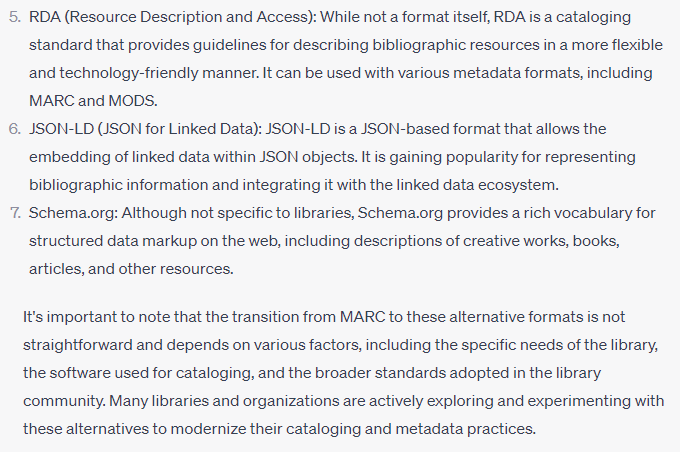 5. RDA (Resource Description and Access): While not a format itself, RDA is a cataloging
standard that provides guidelines for describing bibliographic resources in a more flexible
and technology-friendly manner. It can be used with various metadata formats, including
MARC and MODS.
6. JSON-LD (JSON for Linked Data): JSON-LD is a JSON-based format that allows the
embedding of linked data within JSON objects. It is gaining popularity for representing
bibliographic information and integrating it with the linked data ecosystem.
7. Schema.org: Although not specific to libraries, Schema.org provides a rich vocabulary for
structured data markup on the web, including descriptions of creative works, books,
articles, and other resources.
It's important to note that the transition from MARC to these alternative formats is not
straightforward and depends on various factors, including the specific needs of the library,
the software used for cataloging, and the broader standards adopted in the library
community. Many libraries and organizations are actively exploring and experimenting with
these alternatives to modernize their cataloging and metadata practices.